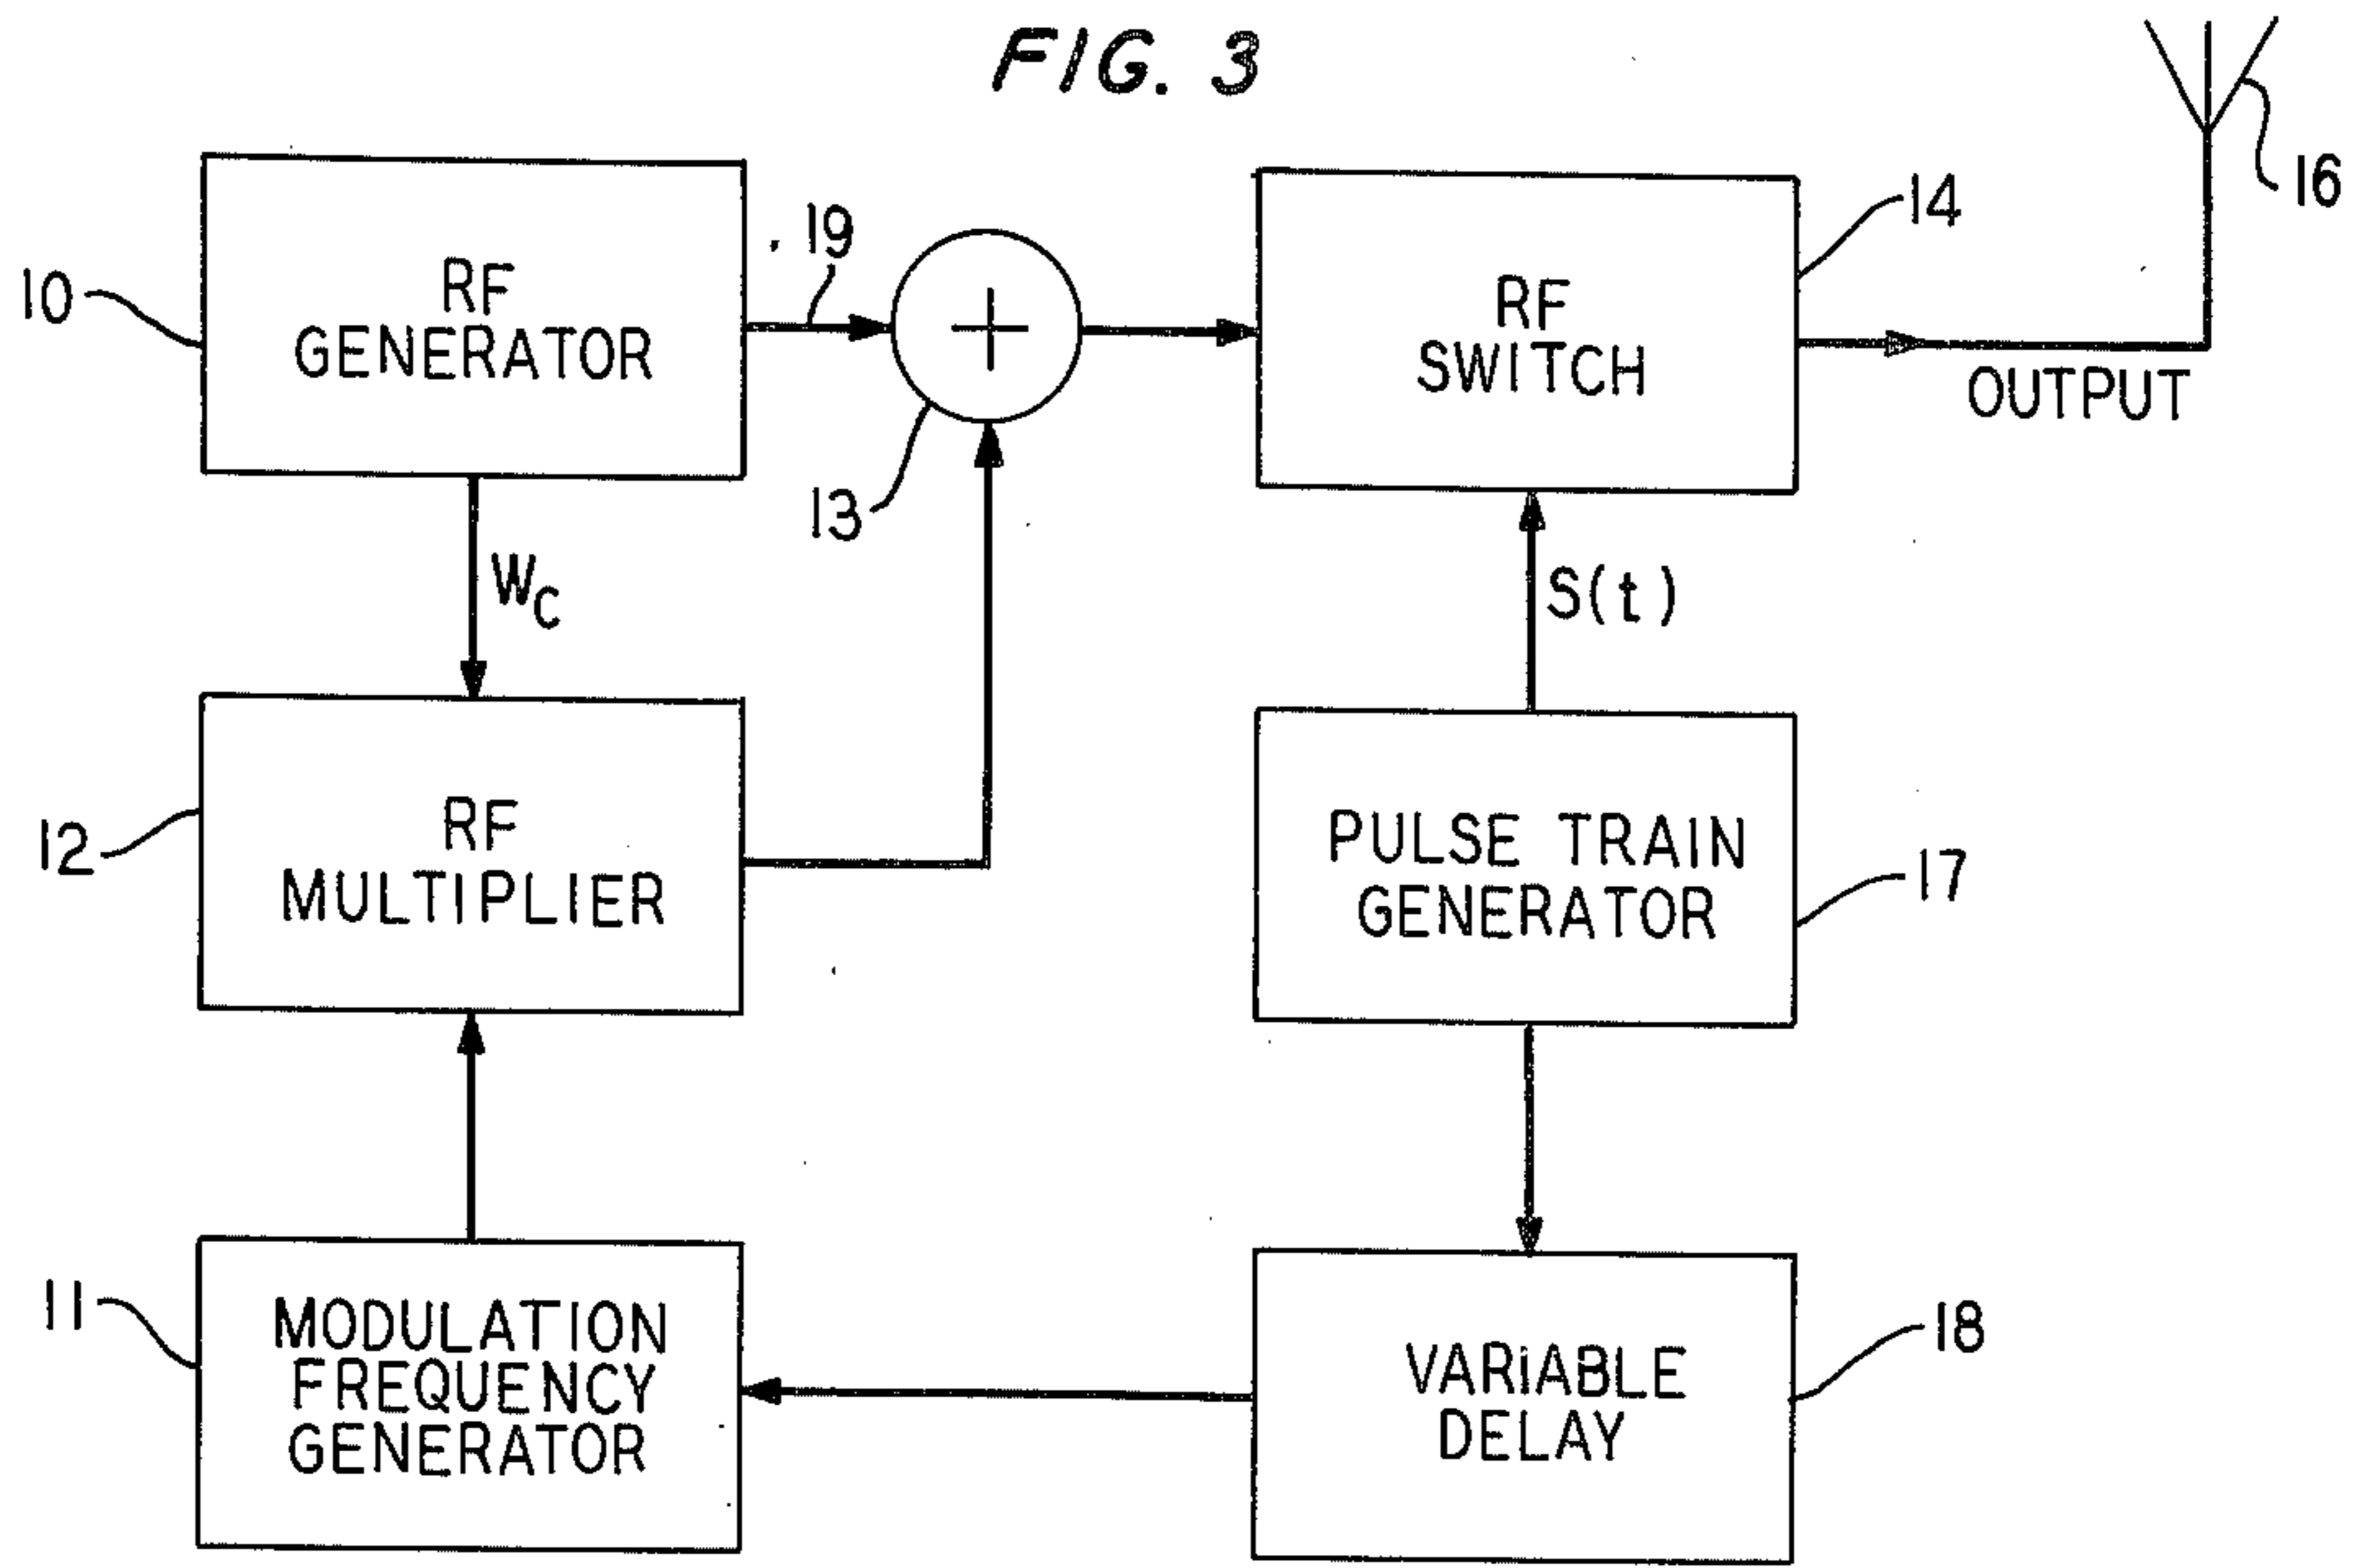 FIG. 3
16
10
RF
GENERATOR
19
+
13
RF
SWITCH
14
OUTPUT
Wc
S(t)
12
RF
MULTIPLIER
PULSE TRAIN
GENERATOR
17
11
MODULATION
FREQUENCY
GENERATOR
VARIABLE
DELAY
18